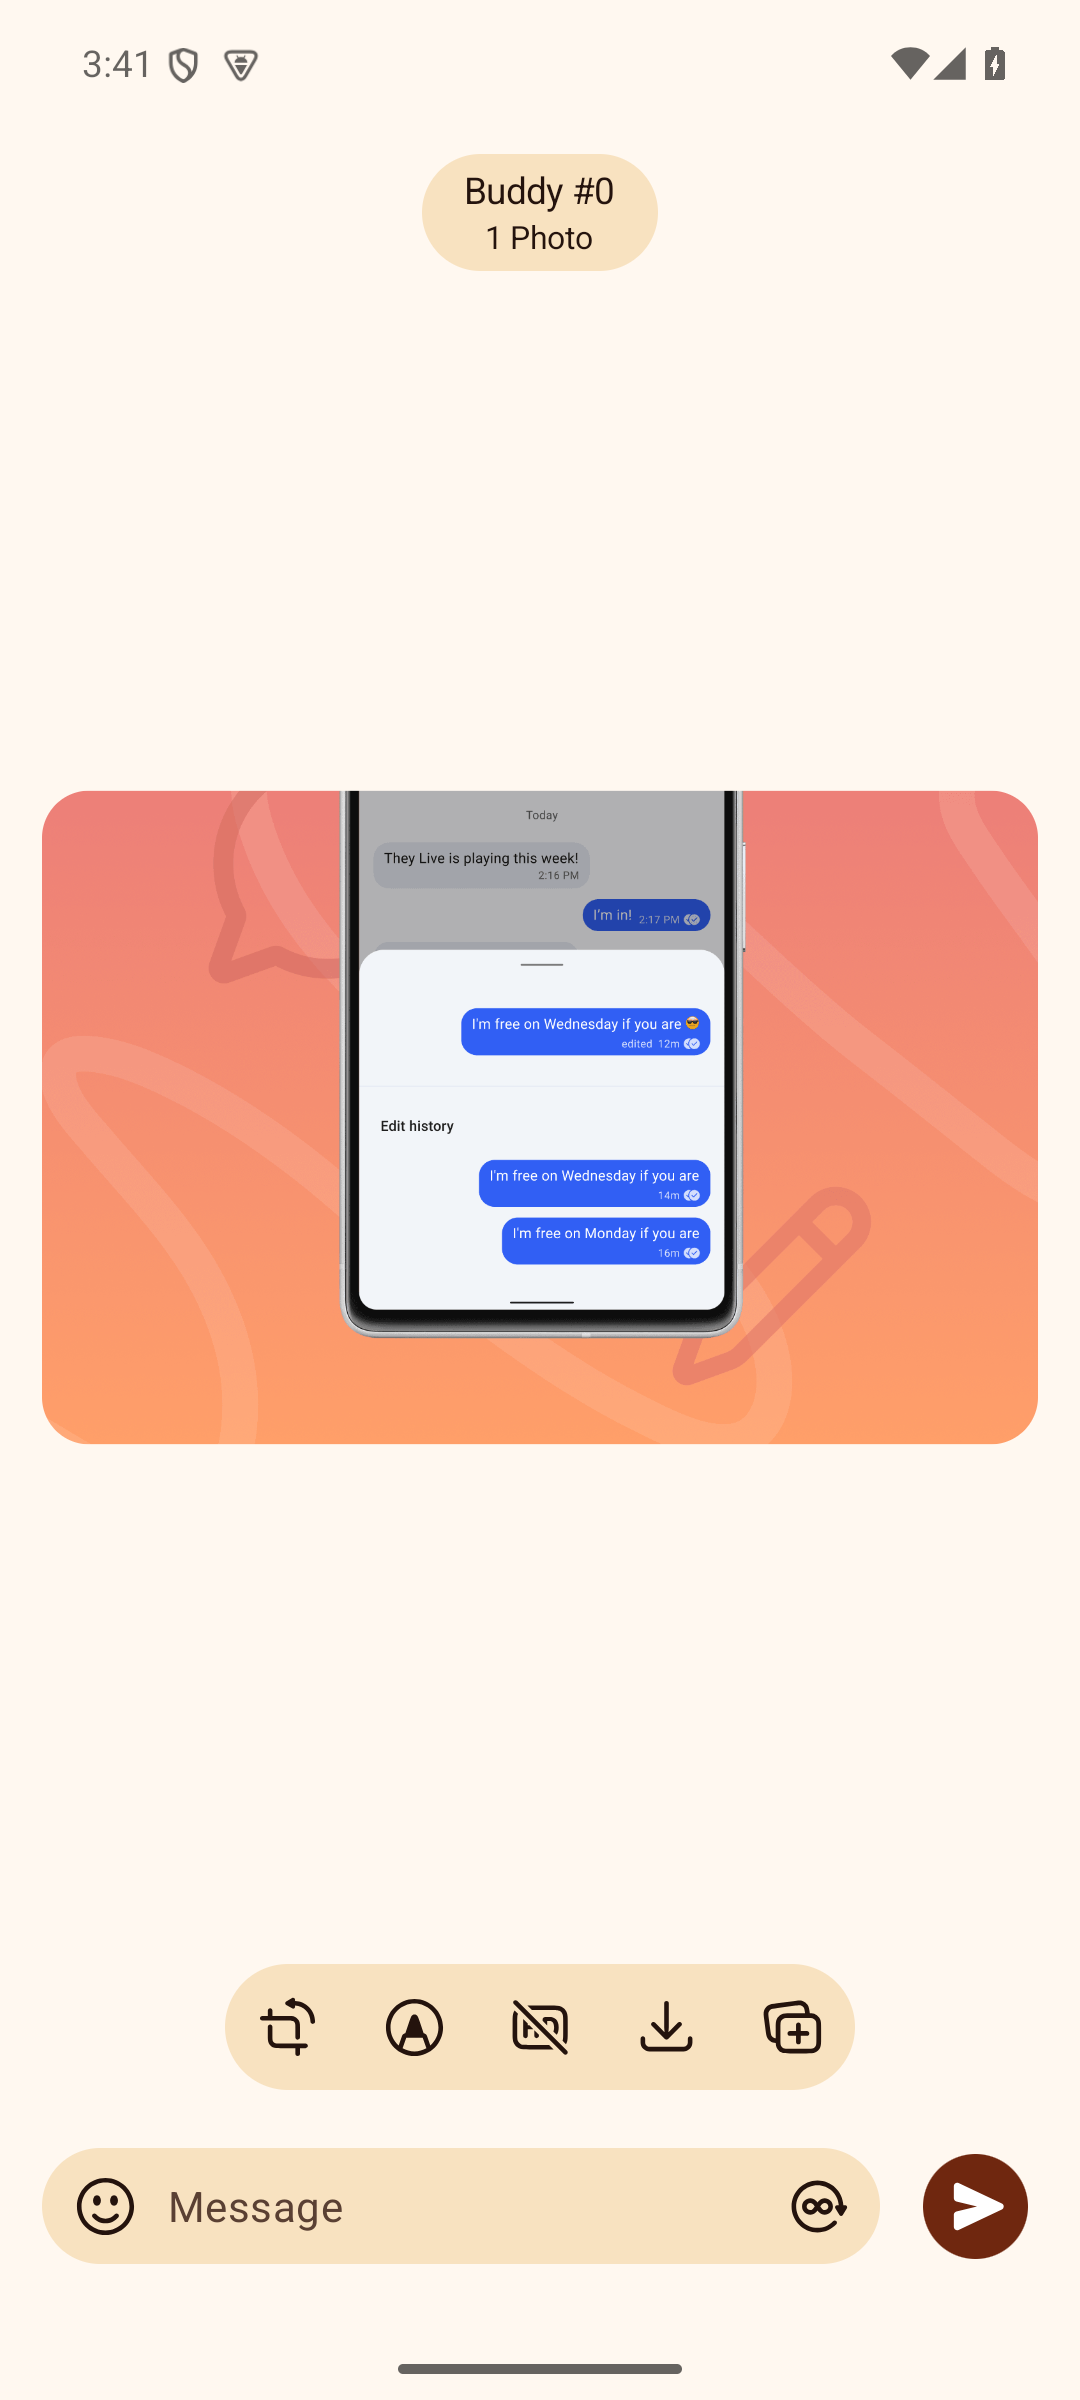 3:41
Buddy #0
1 Photo
Today
They Live is playing this week!
2:16 PM
I'm in! 2:17 PM
I'm free on Wednesday if you are 😎
edited 12m
Edit history
I'm free on Wednesday if you are
14m
I'm free on Monday if you are
16m
HD
Message